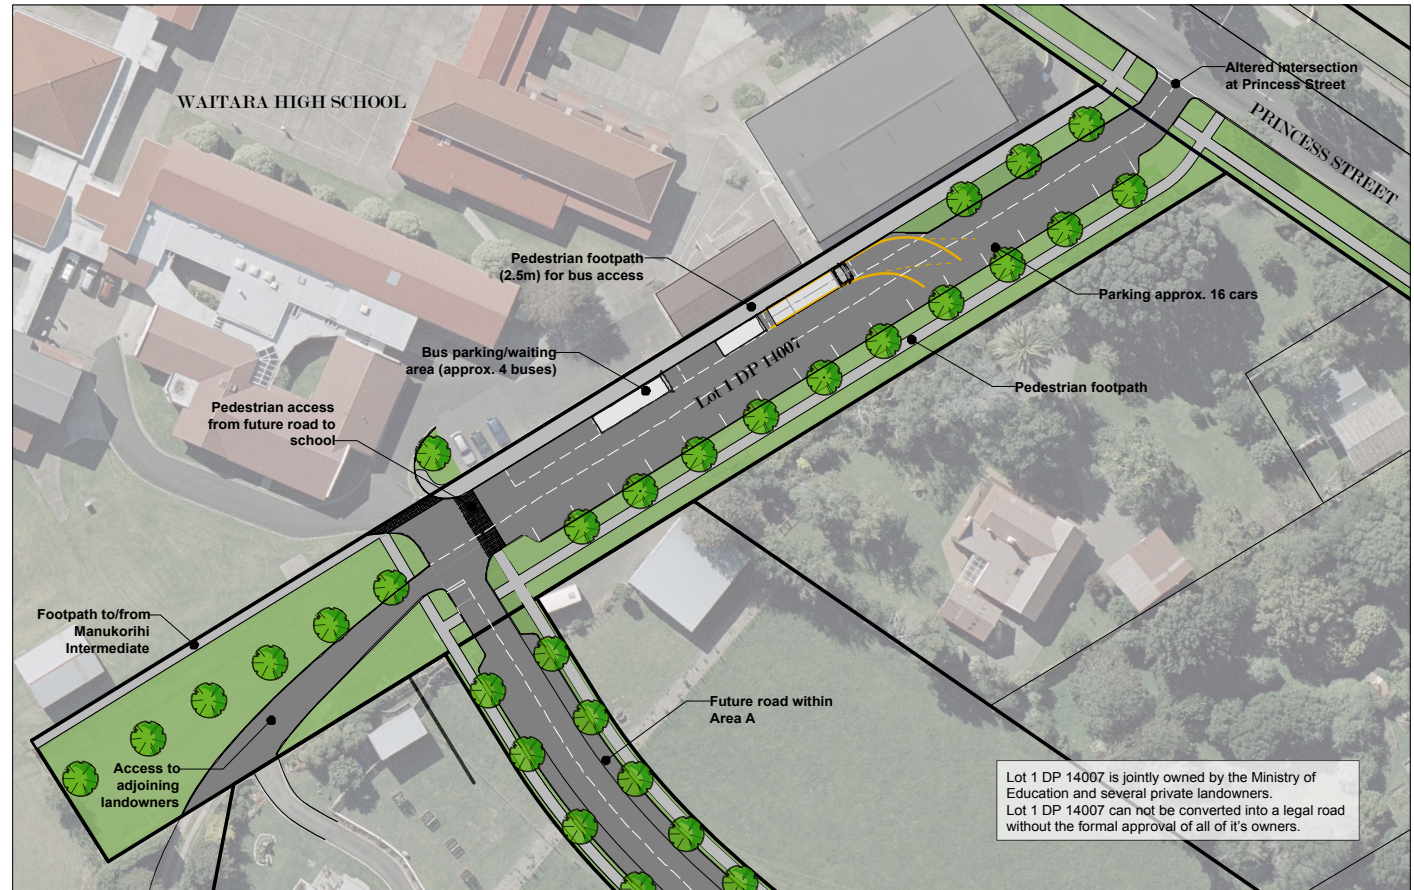 WAITARA HIGH SCHOOL
Altered intersection
at Princess Street
PRINCESS STREET
Pedestrian footpath
(2.5m) for bus access
Parking approx. 16 cars
Bus parking/waiting
area (approx. 4 buses)
Lot 1 DP 14007
Pedestrian footpath
Pedestrian access
from future road to
school
Footpath to/from
Manukorihi
Intermediate
Future road within
Area A
Access to
adjoining
landowners
Lot 1 DP 14007 is jointly owned by the Ministry of
Education and several private landowners.
Lot 1 DP 14007 can not be converted into a legal road
without the formal approval of all of it's owners.